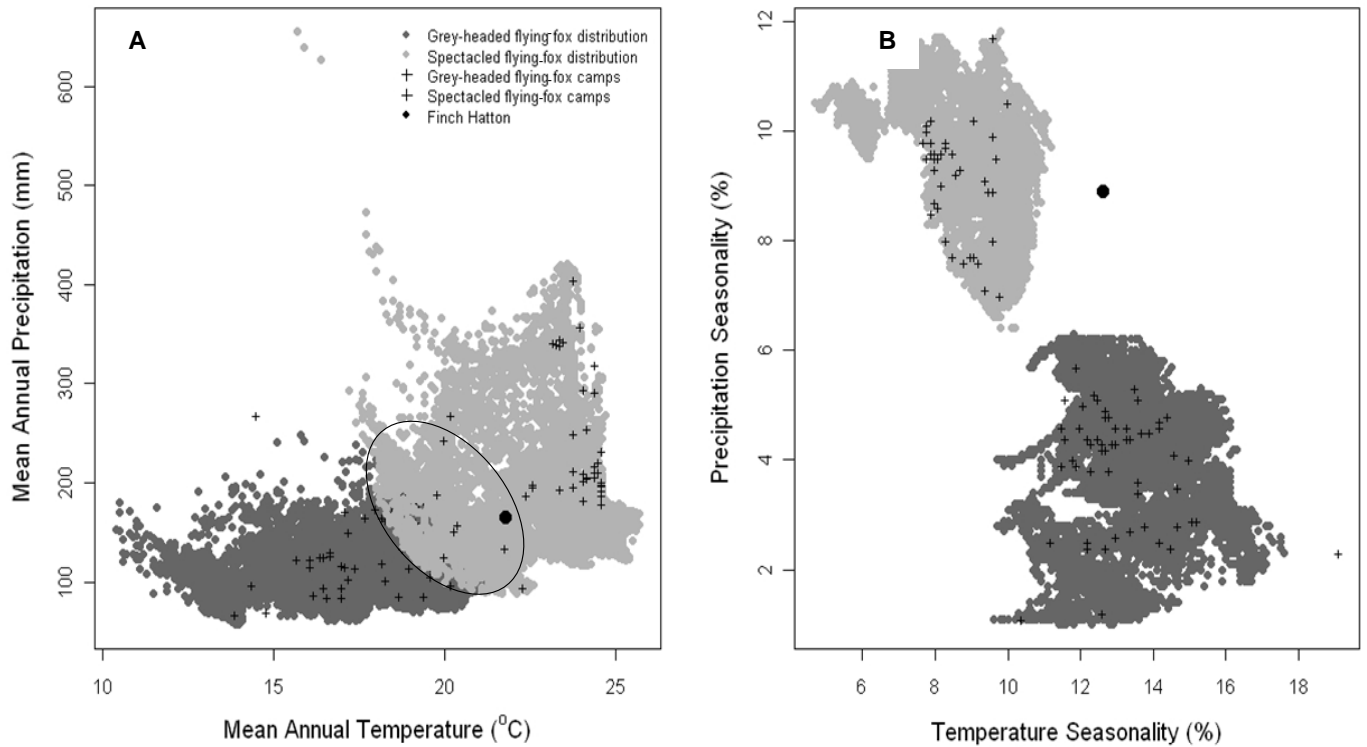 A
Grey-headed flying-fox distribution
Spectacled flying-fox distribution
Grey-headed flying-fox camps
Spectacled flying-fox camps
Finch Hatton
Mean Annual Precipitation (mm)
600
500
400
300
200
100
10 15 20 25
Mean Annual Temperature (⁰C)
B
Precipitation Seasonality (%)
12
10
8
6
4
2
6 8 10 12 14 16 18
Temperature Seasonality (%)